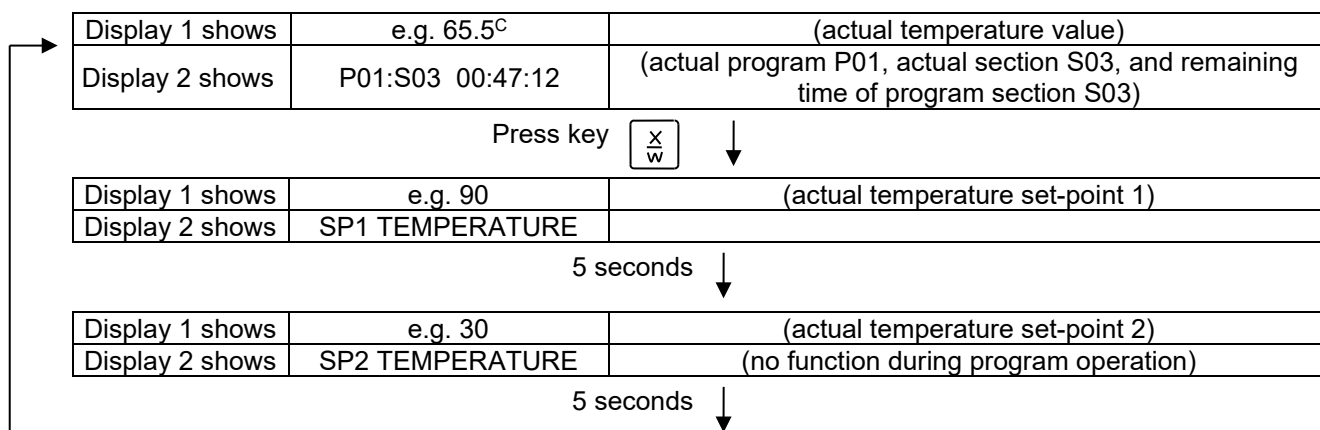 Display 1 shows e.g. 65.5ᶜ (actual temperature value)
Display 2 shows P01:S03 00:47:12 (actual program P01, actual section S03, and remaining
time of program section S03)
Press key X/W
Display 1 shows e.g. 90 (actual temperature set-point 1)
Display 2 shows SP1 TEMPERATURE
5 seconds
Display 1 shows e.g. 30 (actual temperature set-point 2)
Display 2 shows SP2 TEMPERATURE (no function during program operation)
5 seconds